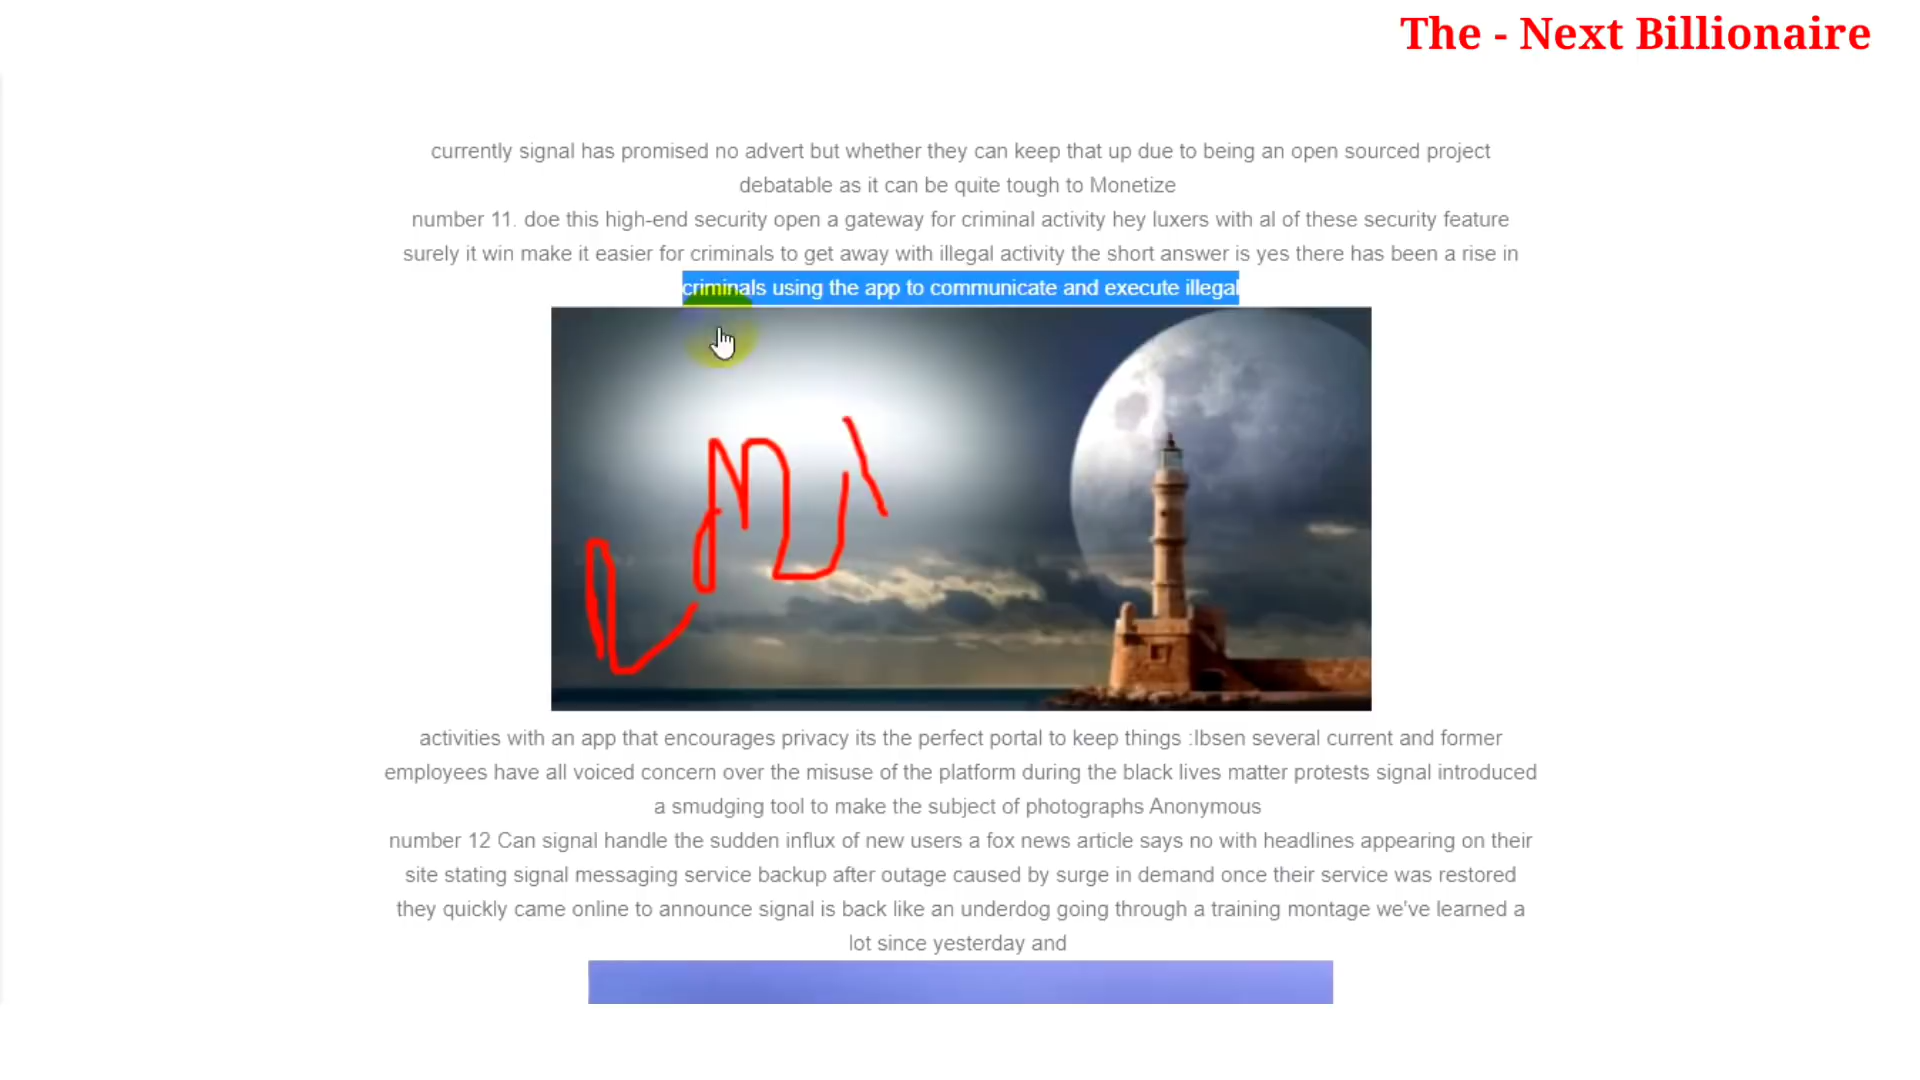 The - Next Billionaire
currently signal has promised no advert but whether they can keep that up due to being an open sourced project
debatable as it can be quite tough to Monetize
number 11. doe this high-end security open a gateway for criminal activity hey luxers with al of these security feature
surely it win make it easier for criminals to get away with illegal activity the short answer is yes there has been a rise in
criminals using the app to communicate and execute illegal
activities with an app that encourages privacy its the perfect portal to keep things :lbsen several current and former
employees have all voiced concern over the misuse of the platform during the black lives matter protests signal introduced
a smudging tool to make the subject of photographs Anonymous
number 12 Can signal handle the sudden influx of new users a fox news article says no with headlines appearing on their
site stating signal messaging service backup after outage caused by surge in demand once their service was restored
they quickly came online to announce signal is back like an underdog going through a training montage we've learned a
lot since yesterday and